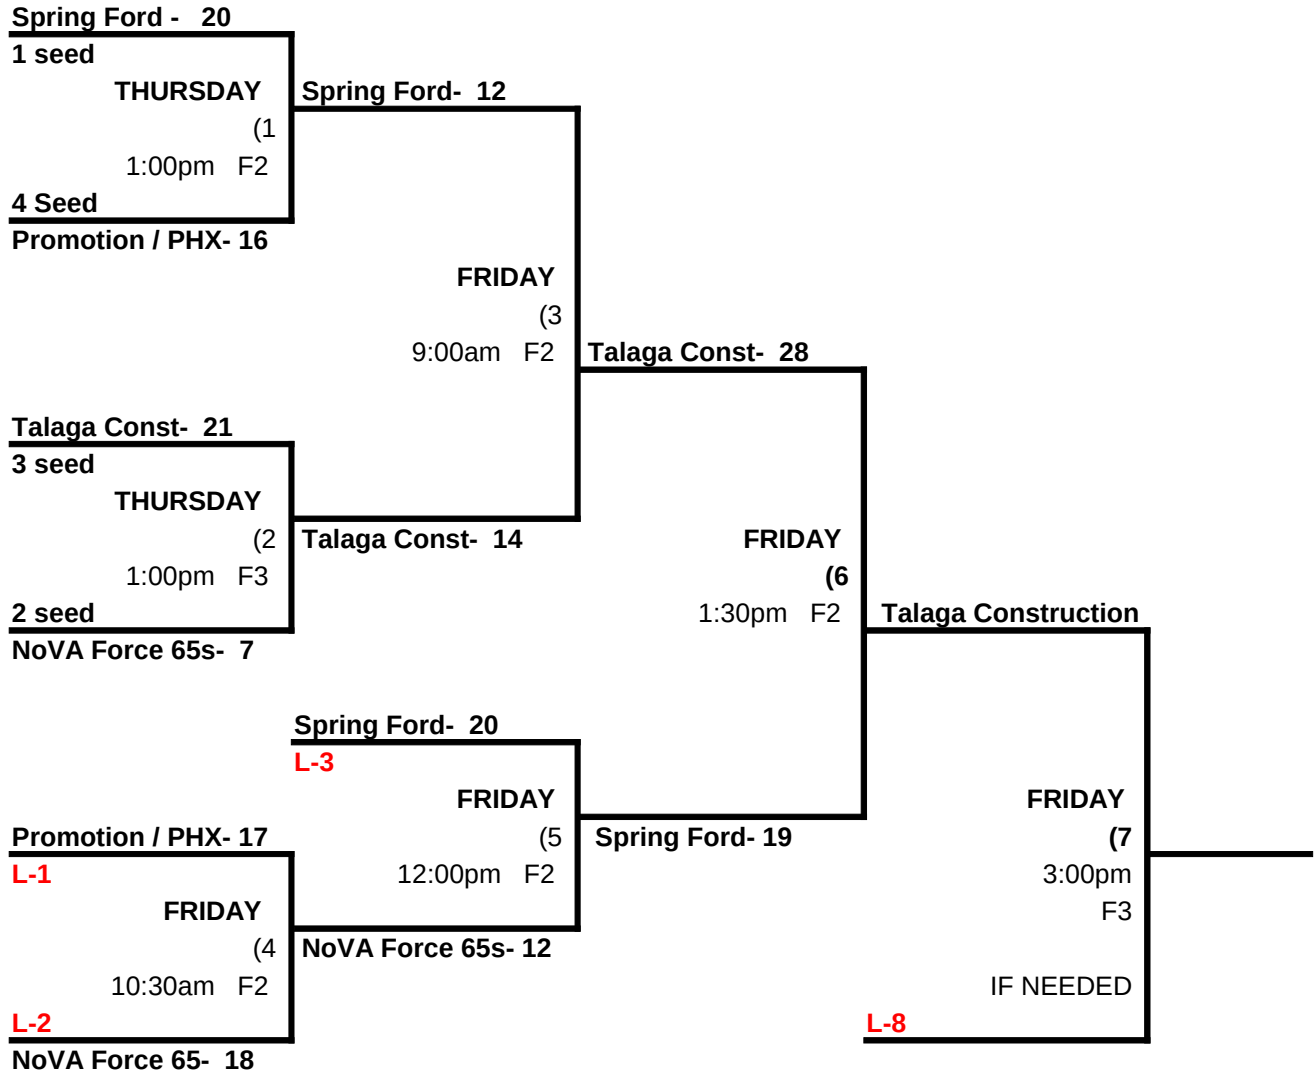 Spring Ford -   20
1 seed
THURSDAY
Spring Ford-  12
(1
1:00pm   F2
4 Seed
Promotion / PHX- 16
FRIDAY
(3
9:00am   F2
Talaga Const-  28
Talaga Const-  21
3 seed
THURSDAY
(2
Talaga Const-  14
FRIDAY
1:00pm   F3
(6
2 seed
1:30pm   F2
Talaga Construction
NoVA Force 65s-  7
Spring Ford-  20
L-3
FRIDAY
FRIDAY
Promotion / PHX- 17
(5
Spring Ford- 19
(7
L-1
12:00pm   F2
3:00pm
FRIDAY
F3
(4
NoVA Force 65s- 12
10:30am   F2
IF NEEDED
L-2
L-8
NoVA Force 65-  18